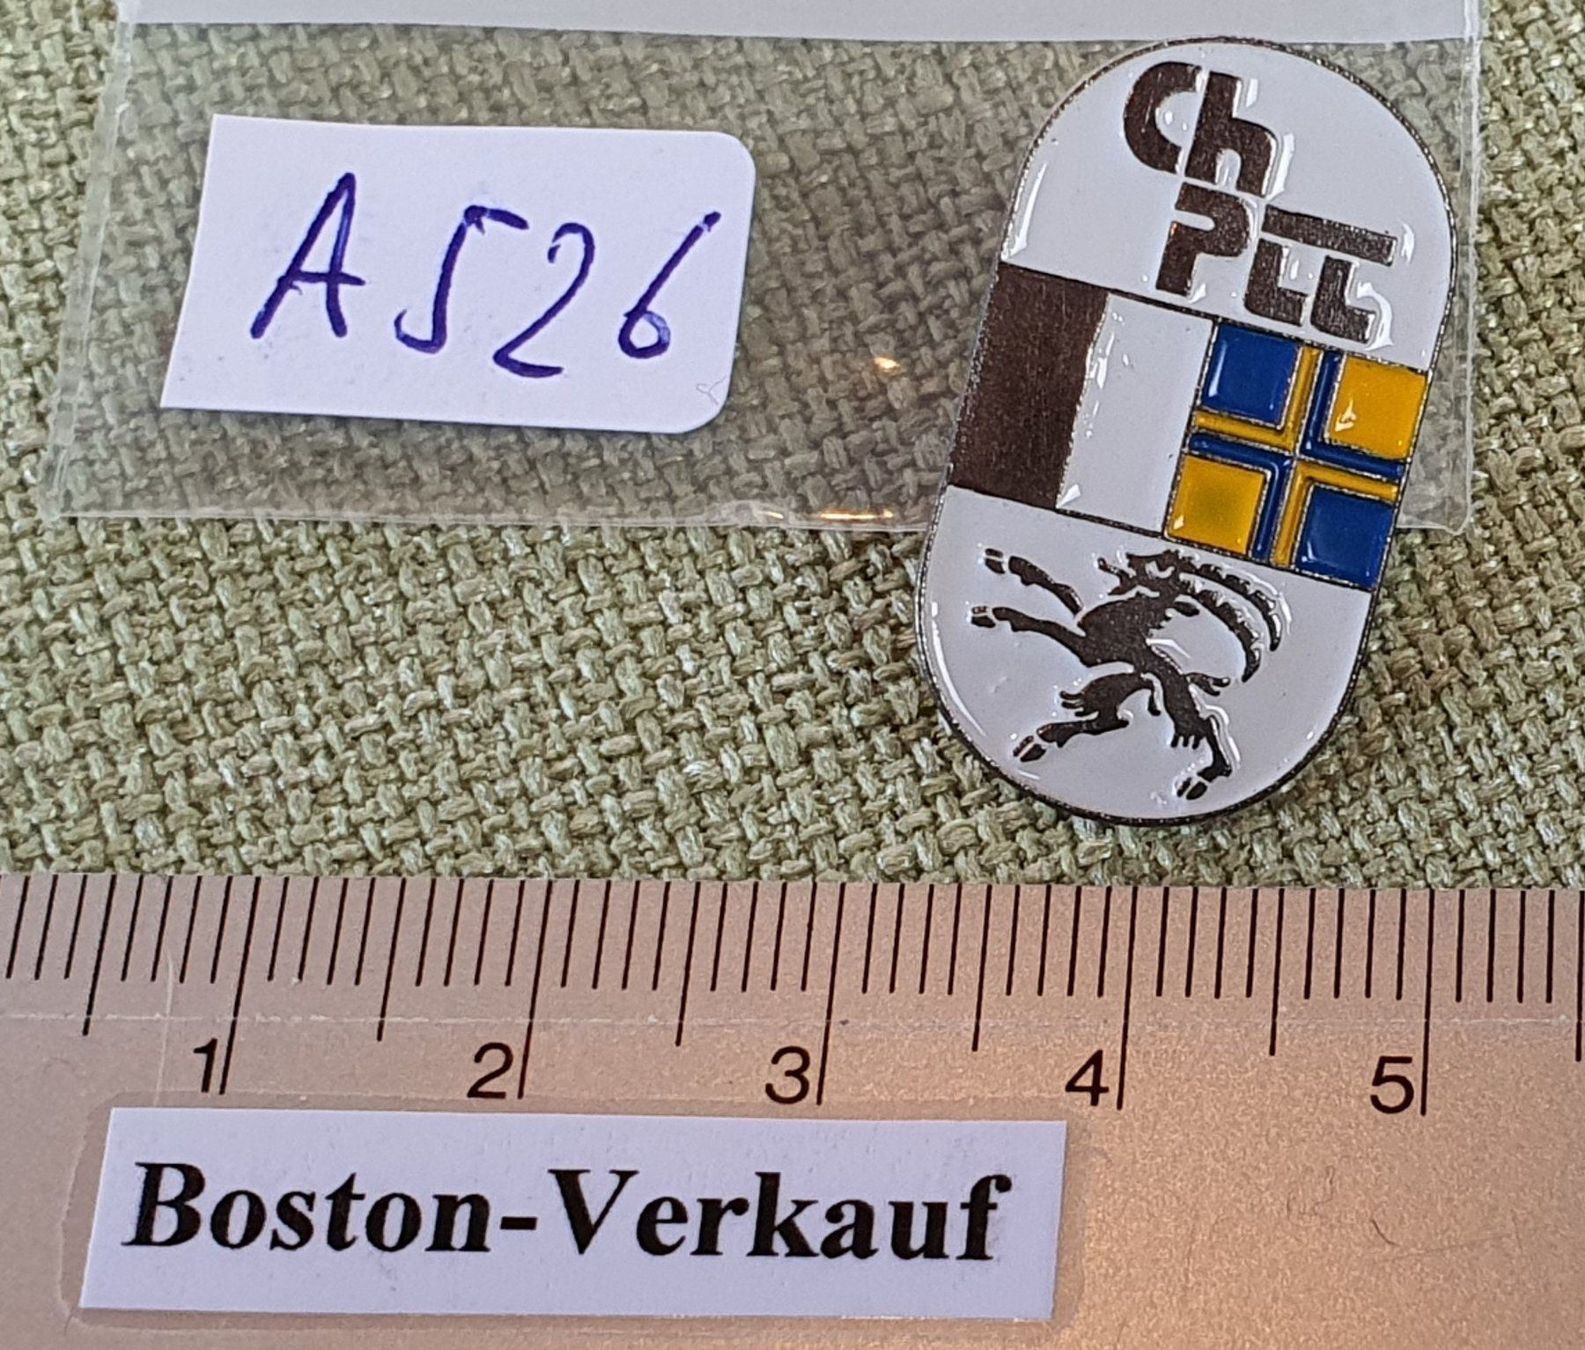 Ch
PTT
A526
1 2 3 4 5
Boston-Verkauf